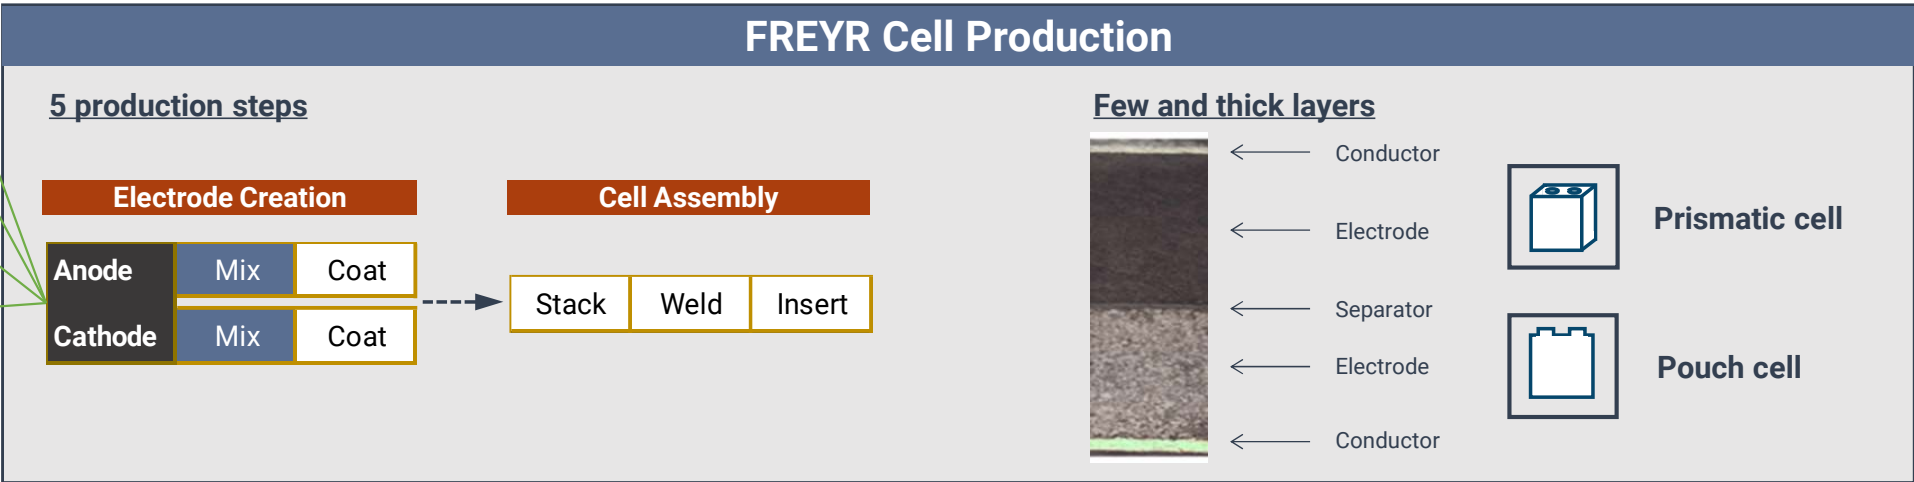 FREYR Cell Production
5 production steps
Electrode Creation
Cell Assembly
Anode
Mix
Coat
Cathode
Mix
Coat
Stack
Weld
Insert
Few and thick layers
Conductor
Electrode
Separator
Electrode
Conductor
Prismatic cell
Pouch cell